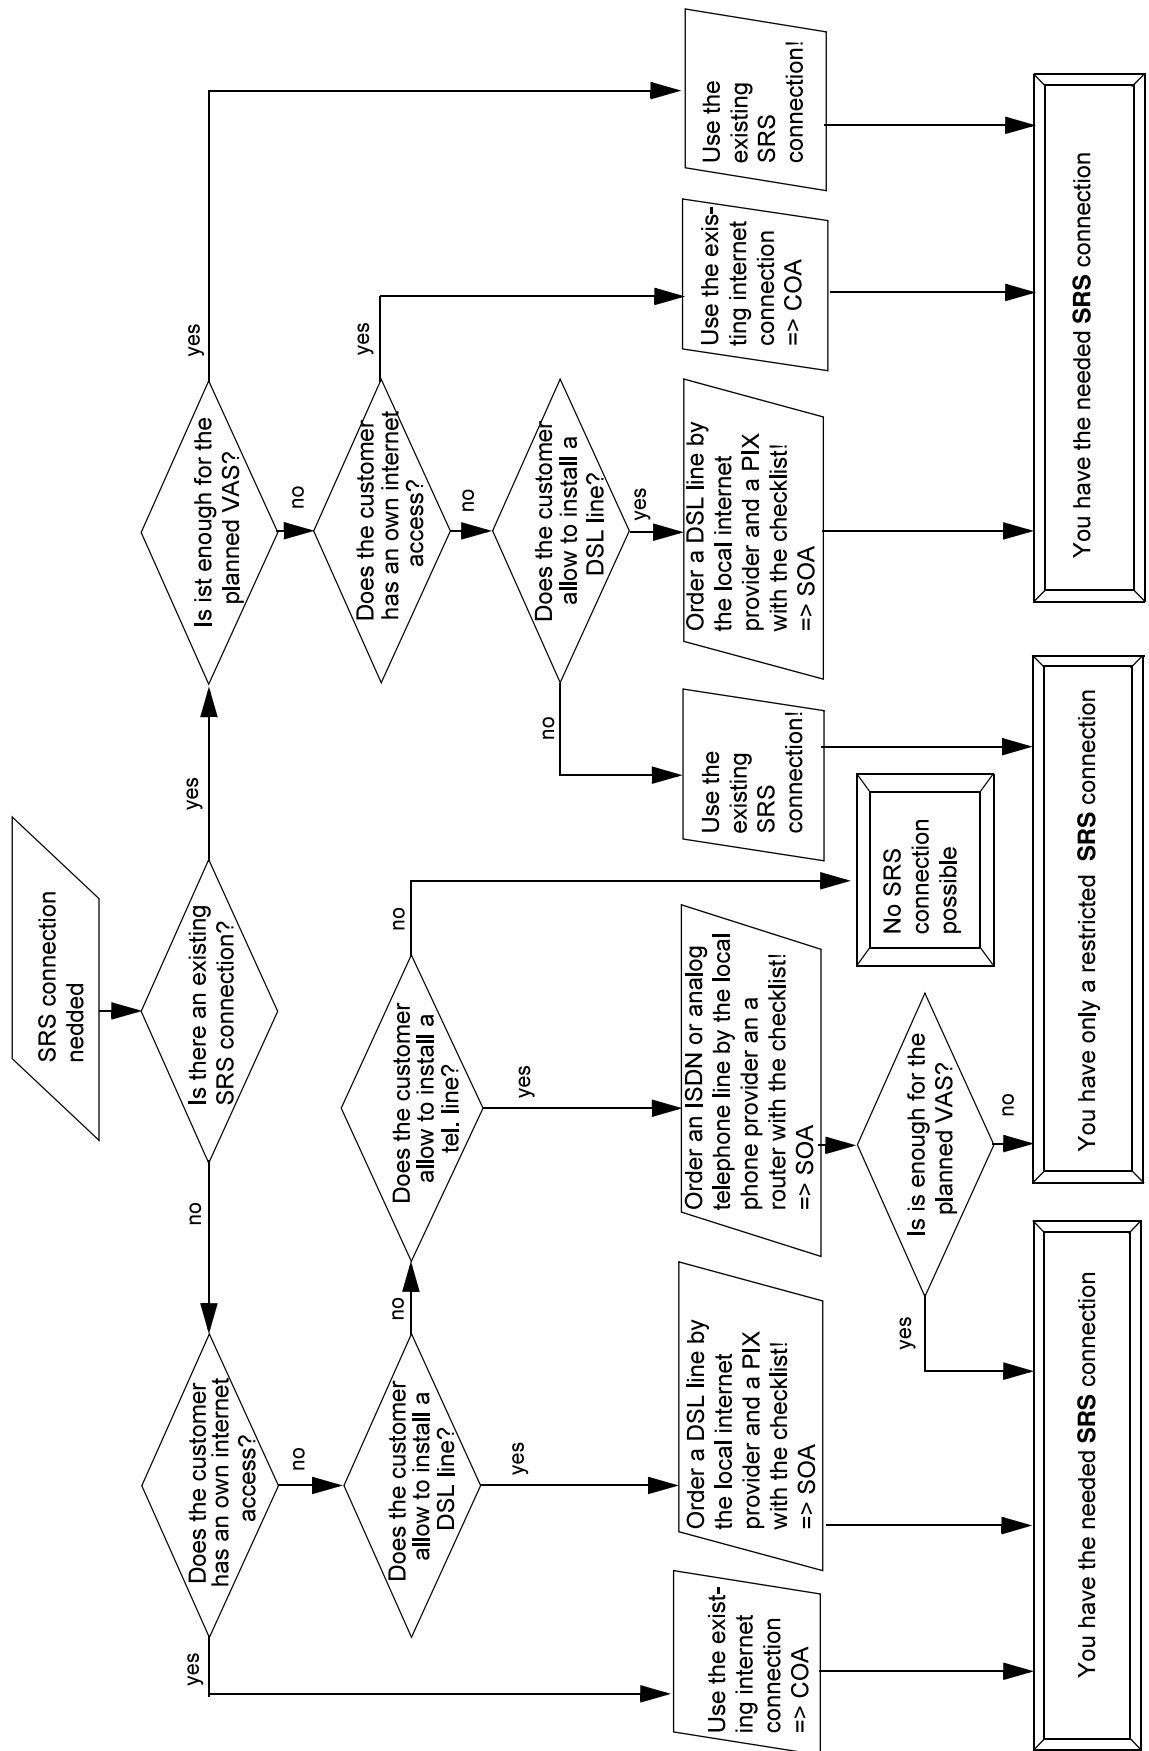 SRS connection
nedded
Is there an existing
SRS connection?
no
yes
Does the customer
has an own internet
access?
yes
no
Is ist enough for the
planned VAS?
no
yes
Does the customer
allow to install a
DSL line?
no
yes
Does the customer
allow to install a
tel. line?
yes
no
Does the customer
has an own internet
access?
no
yes
Does the customer
allow to install a
DSL line?
no
yes
Use the exist-
ing internet
connection
=> COA
Order a DSL line by
the local internet
provider and a PIX
with the checklist!
=> SOA
Order an ISDN or analog
telephone line by the local
phone provider an a
router with the checklist!
=> SOA
Use the
existing
SRS
connection!
Order a DSL line by
the local internet
provider and a PIX
with the checklist!
=> SOA
Use the exis-
ting internet
connection
=> COA
Use the
existing
SRS
connection!
Is is enough for the
planned VAS?
yes
no
No SRS
connection
possible
You have the needed SRS connection
You have only a restricted SRS connection
You have the needed SRS connection